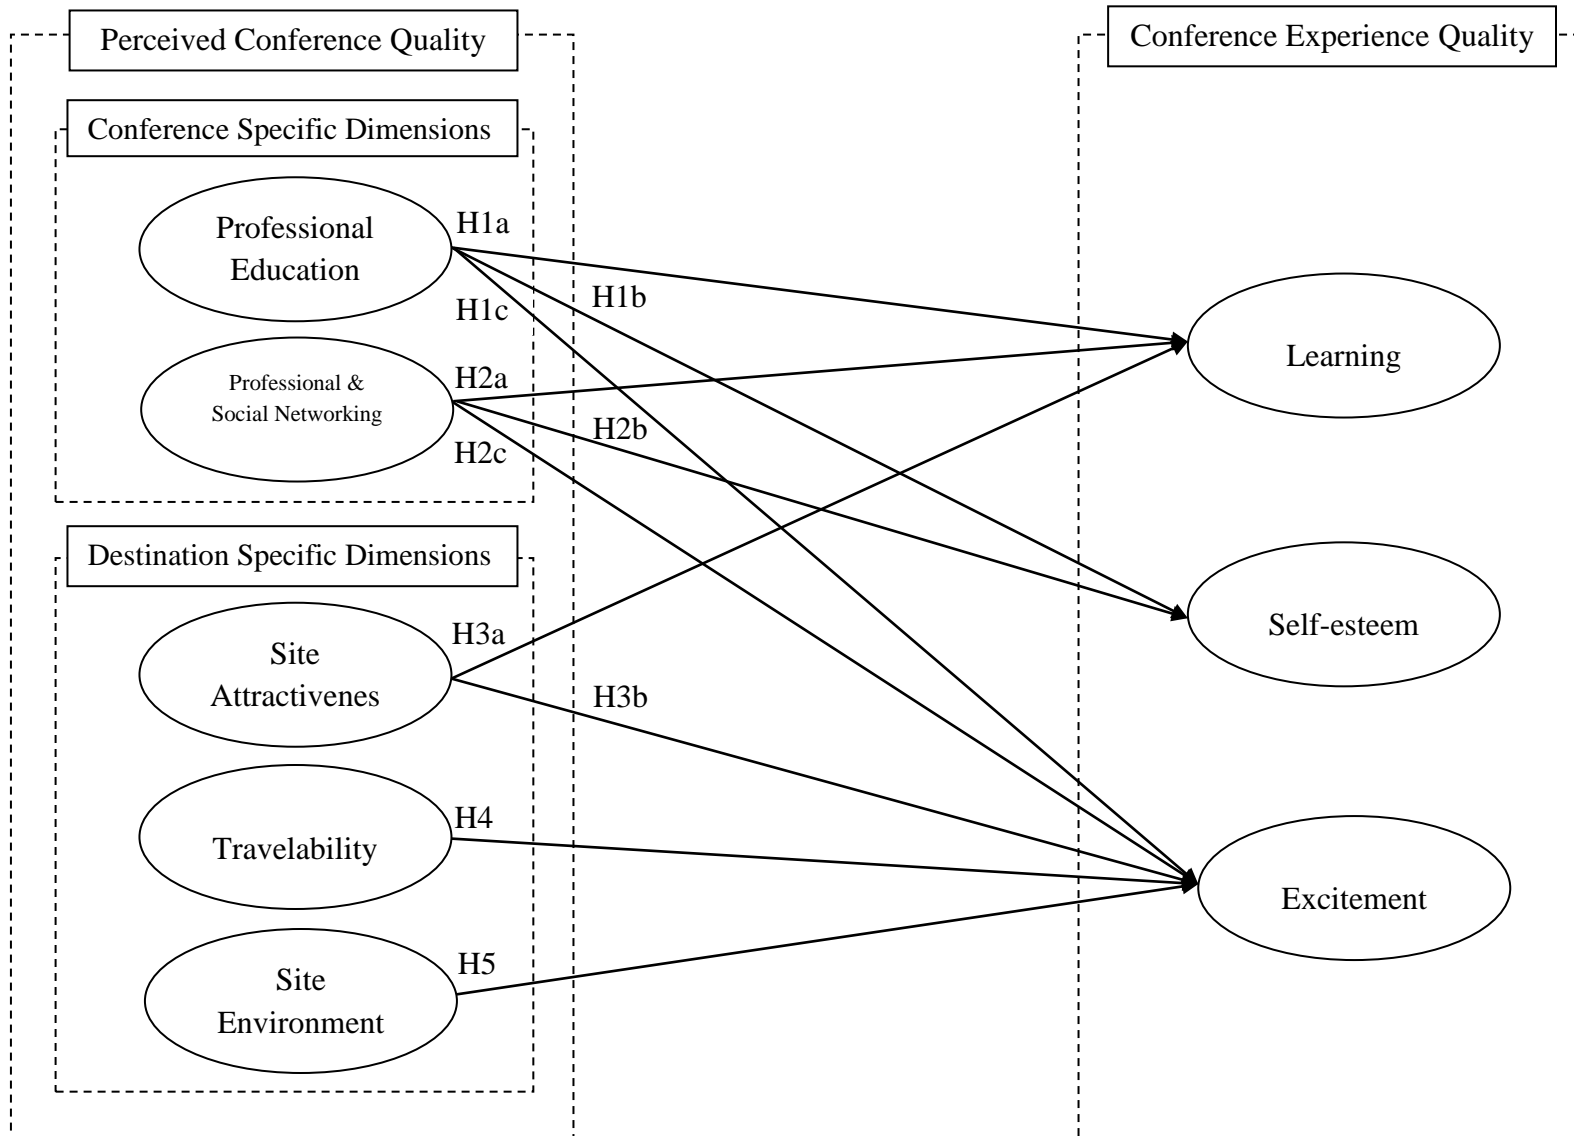 Perceived Conference Quality
Conference Experience Quality
Conference Specific Dimensions
Professional
Education
H1a
H1b
H1c
Learning
Professional &
Social Networking
H2a
H2b
H2c
Destination Specific Dimensions
Self-esteem
Site
Attractivenes
H3a
H3b
Travelability
H4
Excitement
Site
Environment
H5